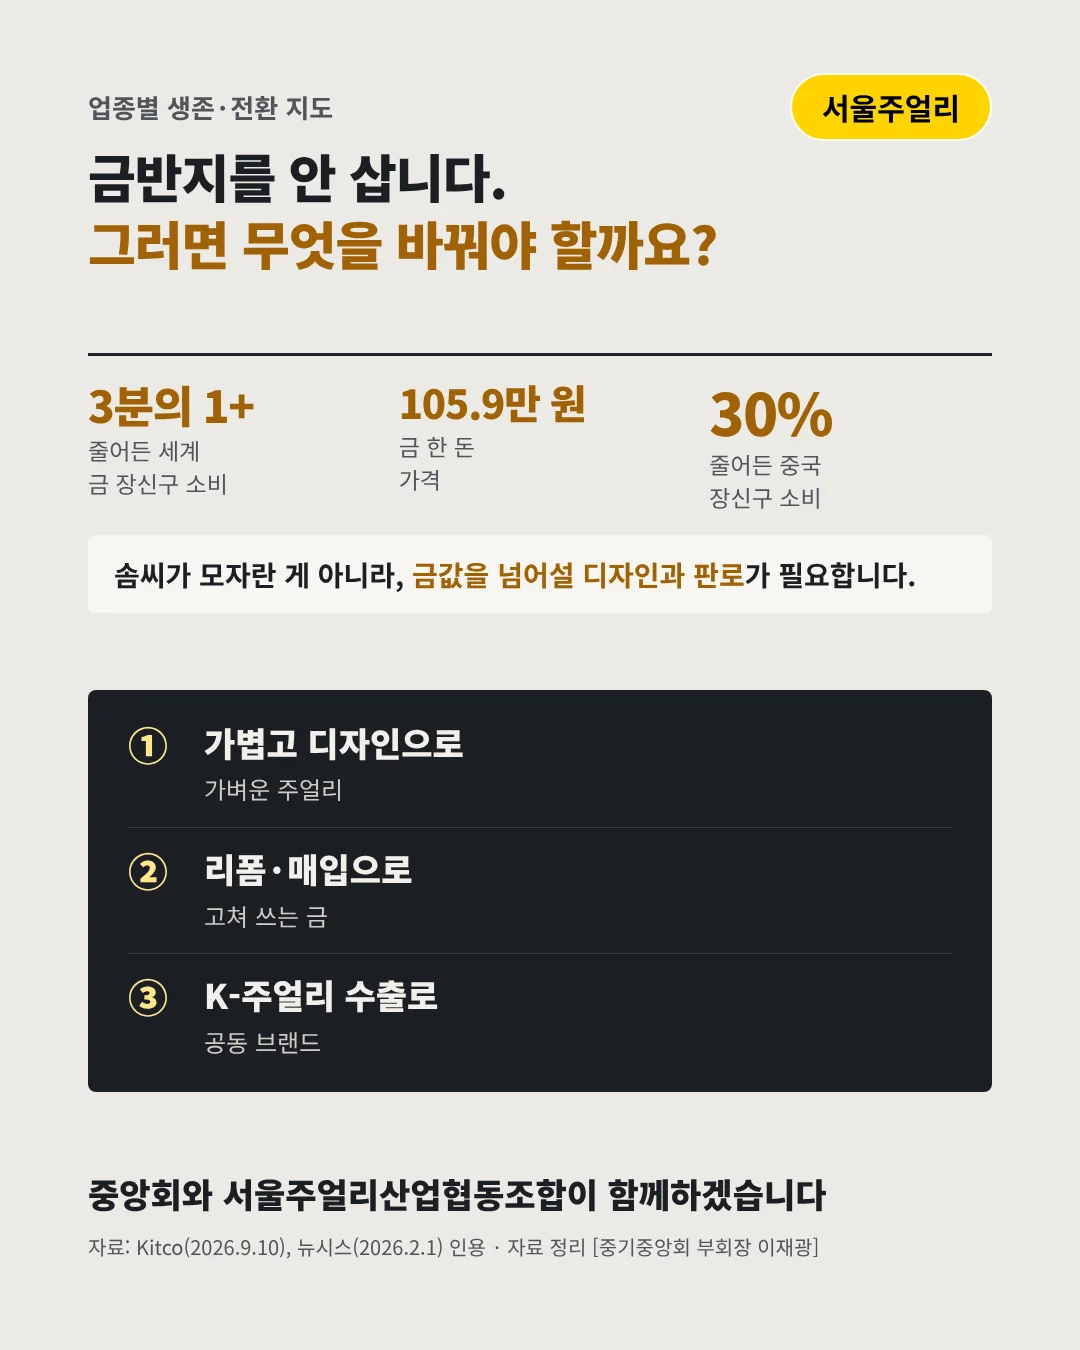 업종별 생존·전환 지도
서울주얼리
금반지를 안 삽니다.
그러면 무엇을 바꿔야 할까요?
3분의 1+
줄어든 세계
금 장신구 소비
105.9만 원
금 한 돈
가격
30%
줄어든 중국
장신구 소비
솜씨가 모자란 게 아니라, 금값을 넘어설 디자인과 판로가 필요합니다.
① 가볍고 디자인으로
가벼운 주얼리
② 리폼·매입으로
고쳐 쓰는 금
③ K-주얼리 수출로
공동 브랜드
중앙회와 서울주얼리산업협동조합이 함께하겠습니다
자료: Kitco(2026.9.10), 뉴시스(2026.2.1) 인용 · 자료 정리 [중기중앙회 부회장 이재광]